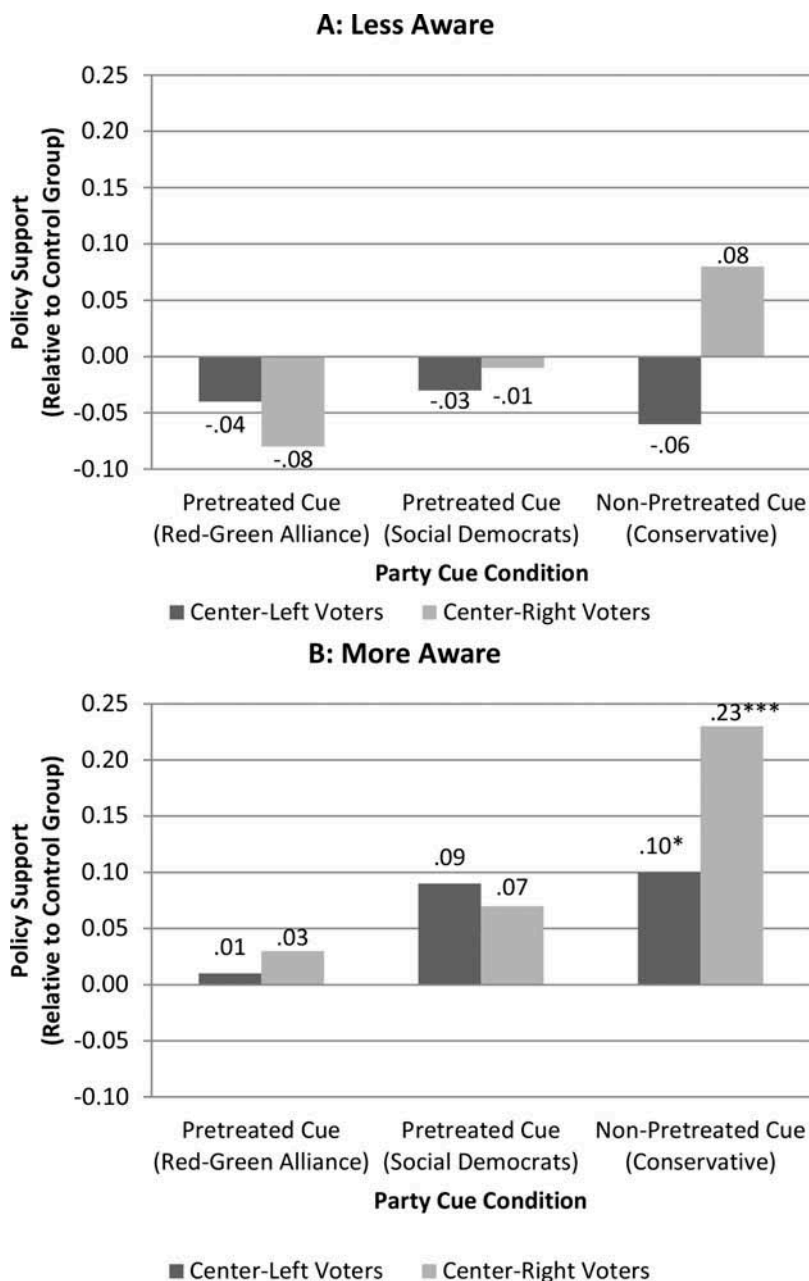 A: Less Aware
0.25
0.20
0.15
0.10
0.05
0.00
-0.05
-0.10
Policy Support
(Relative to Control Group)
-.04
-.08
-.03
-.01
-.06
.08
Pretreated Cue
(Red-Green Alliance)
Pretreated Cue
(Social Democrats)
Non-Pretreated Cue
(Conservative)
Party Cue Condition
Center-Left Voters
Center-Right Voters
B: More Aware
0.25
0.20
0.15
0.10
0.05
0.00
-0.05
-0.10
Policy Support
(Relative to Control Group)
.01
.03
.09
.07
.10*
.23***
Pretreated Cue
(Red-Green Alliance)
Pretreated Cue
(Social Democrats)
Non-Pretreated Cue
(Conservative)
Party Cue Condition
Center-Left Voters
Center-Right Voters